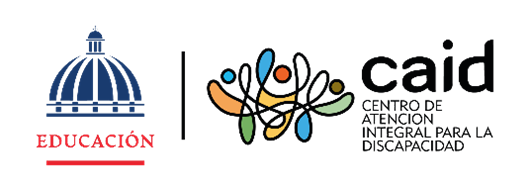 EDUCACIÓN
caid
CENTRO DE
ATENCION
INTEGRAL PARA LA
DISCAPACIDAD